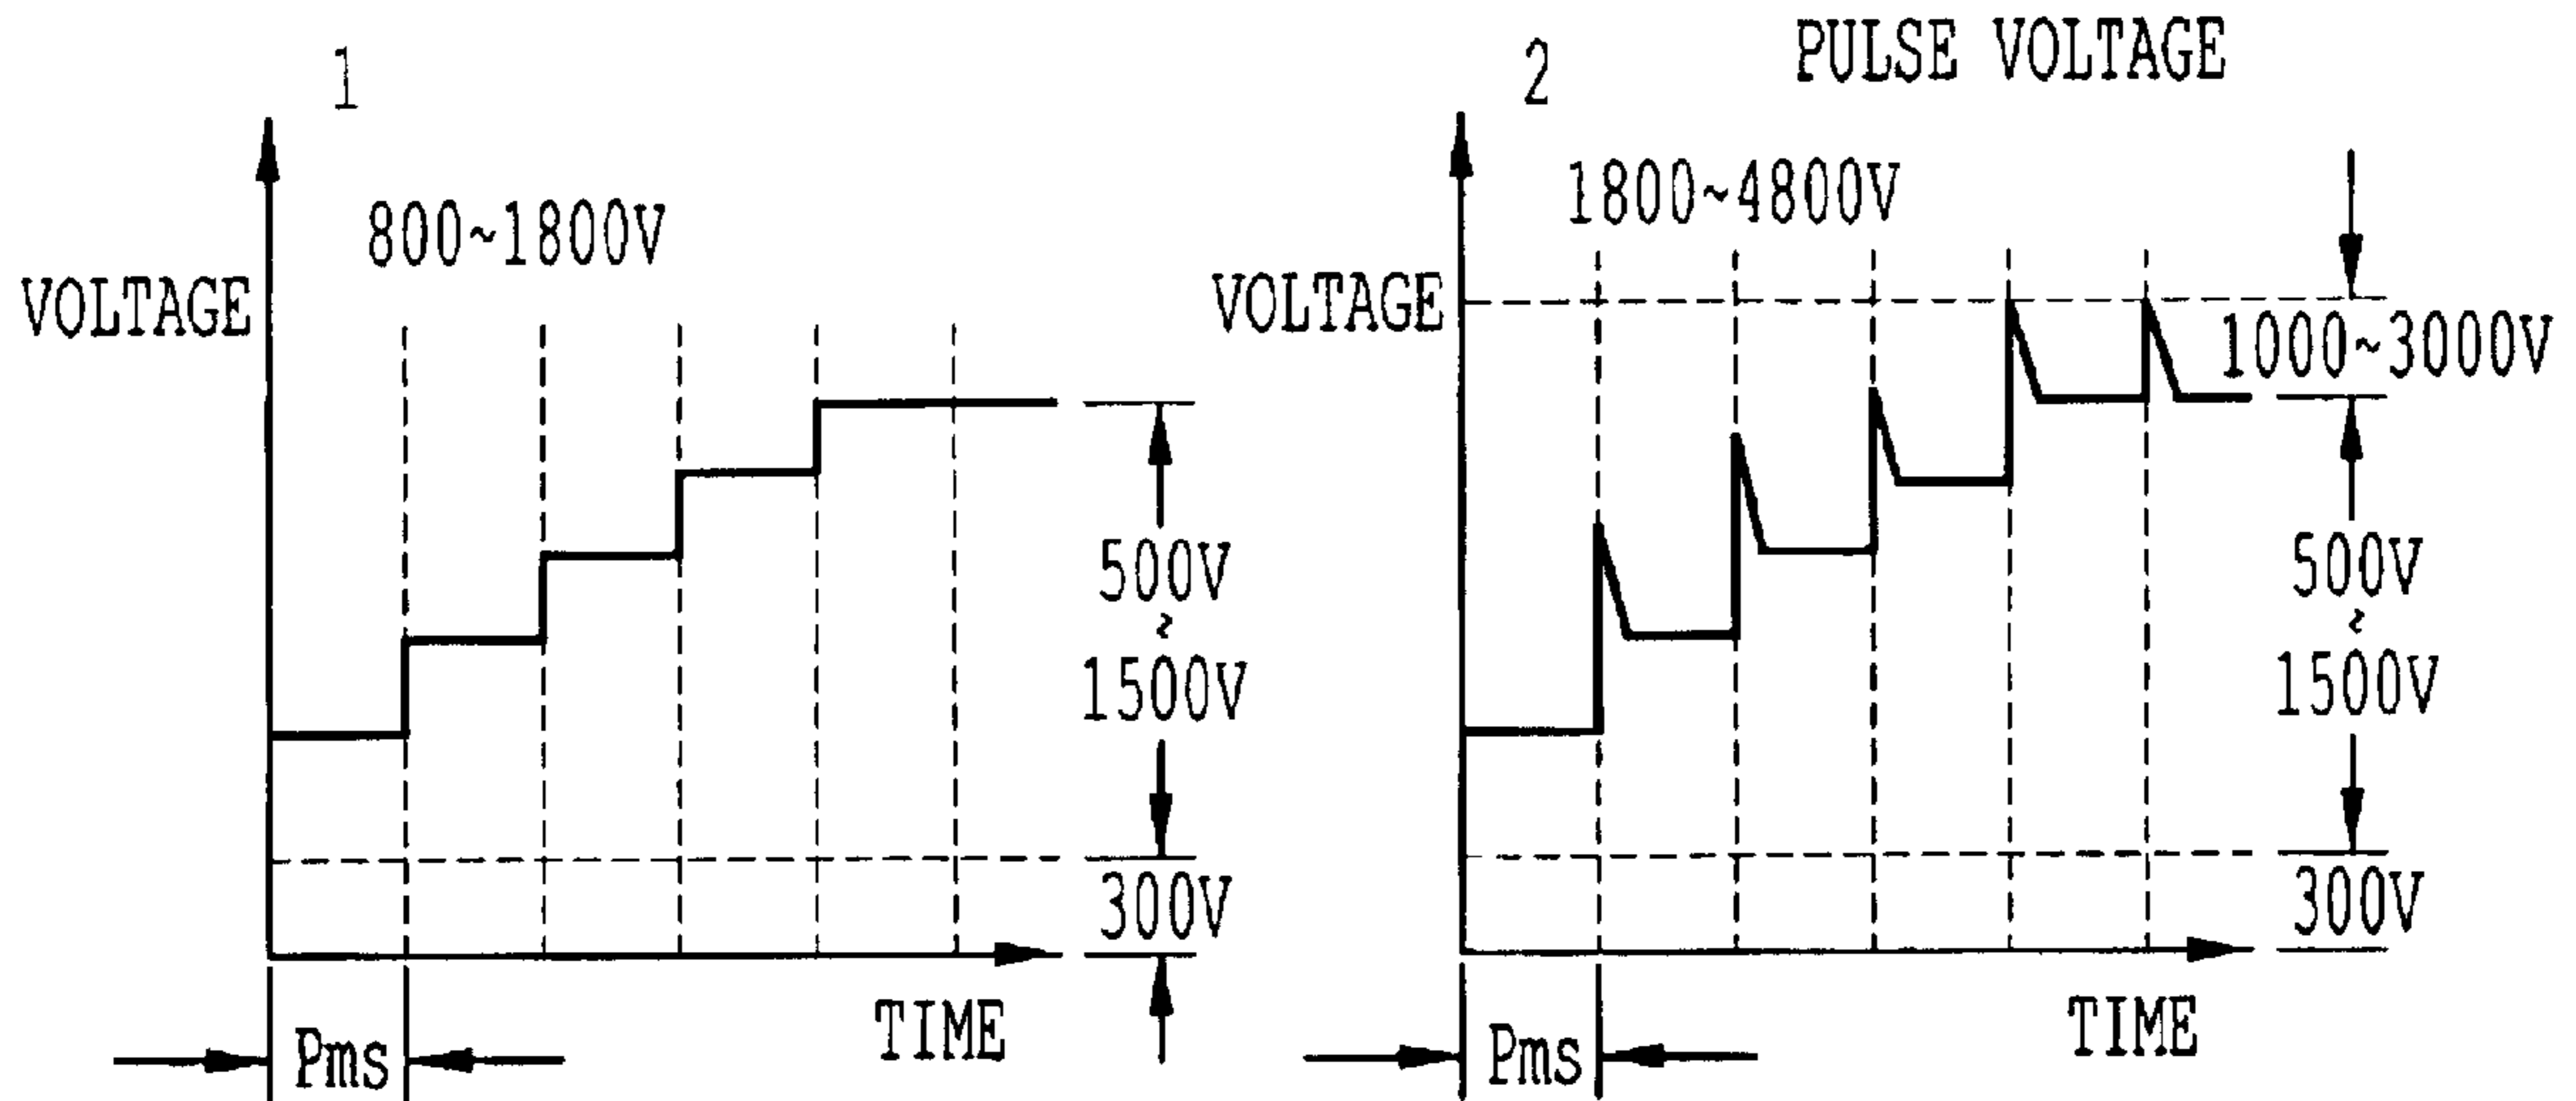 1
800~1800V
VOLTAGE
500V
~
1500V
300V
TIME
Pms
2
PULSE VOLTAGE
1800~4800V
VOLTAGE
1000~3000V
500V
~
1500V
300V
TIME
Pms